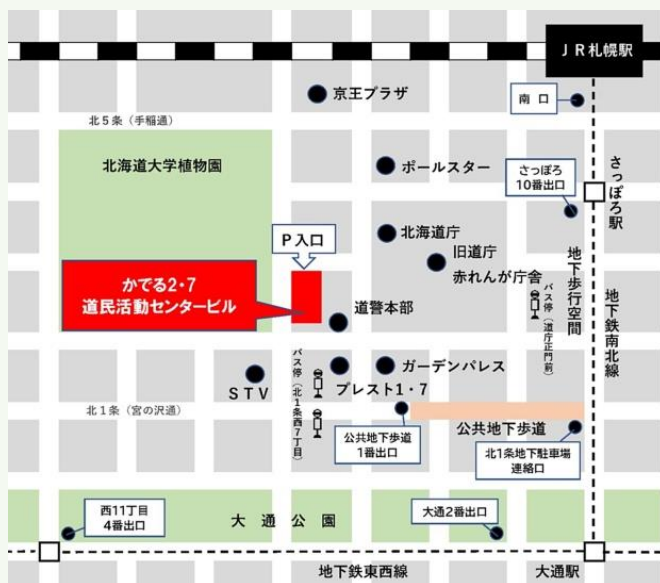 JR札幌駅
京王プラザ
南口
北5条(手稲通)
北海道大学植物園
ポールスター
さっぽろ
10番出口
さっぽろ駅
P入口
北海道庁
旧道庁
赤れんが庁舎
かでる2・7
道民活動センタービル
道警本部
バス停(道庁正門前)
地下歩行空間
地下鉄南北線
STV
バス停(北1条西7丁目)
プレスト1・7
ガーデンパレス
北1条(宮の沢通)
公共地下歩道
1番出口
公共地下歩道
北1条地下駐車場
連絡口
西11丁目
4番出口
大通公園
大通2番出口
地下鉄東西線
大通駅